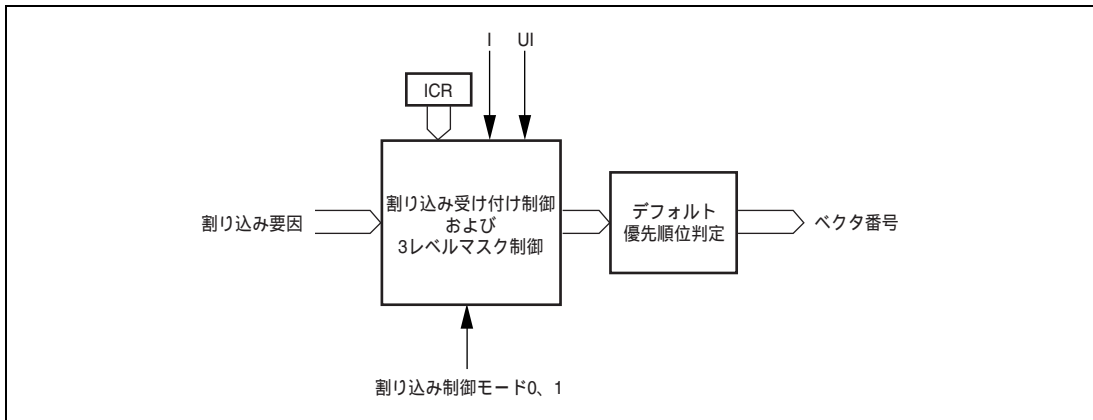 I UI
ICR
割り込み要因
割り込み受け付け制御
および
3レベルマスク制御
デフォルト
優先順位判定
ベクタ番号
割り込み制御モード0、1